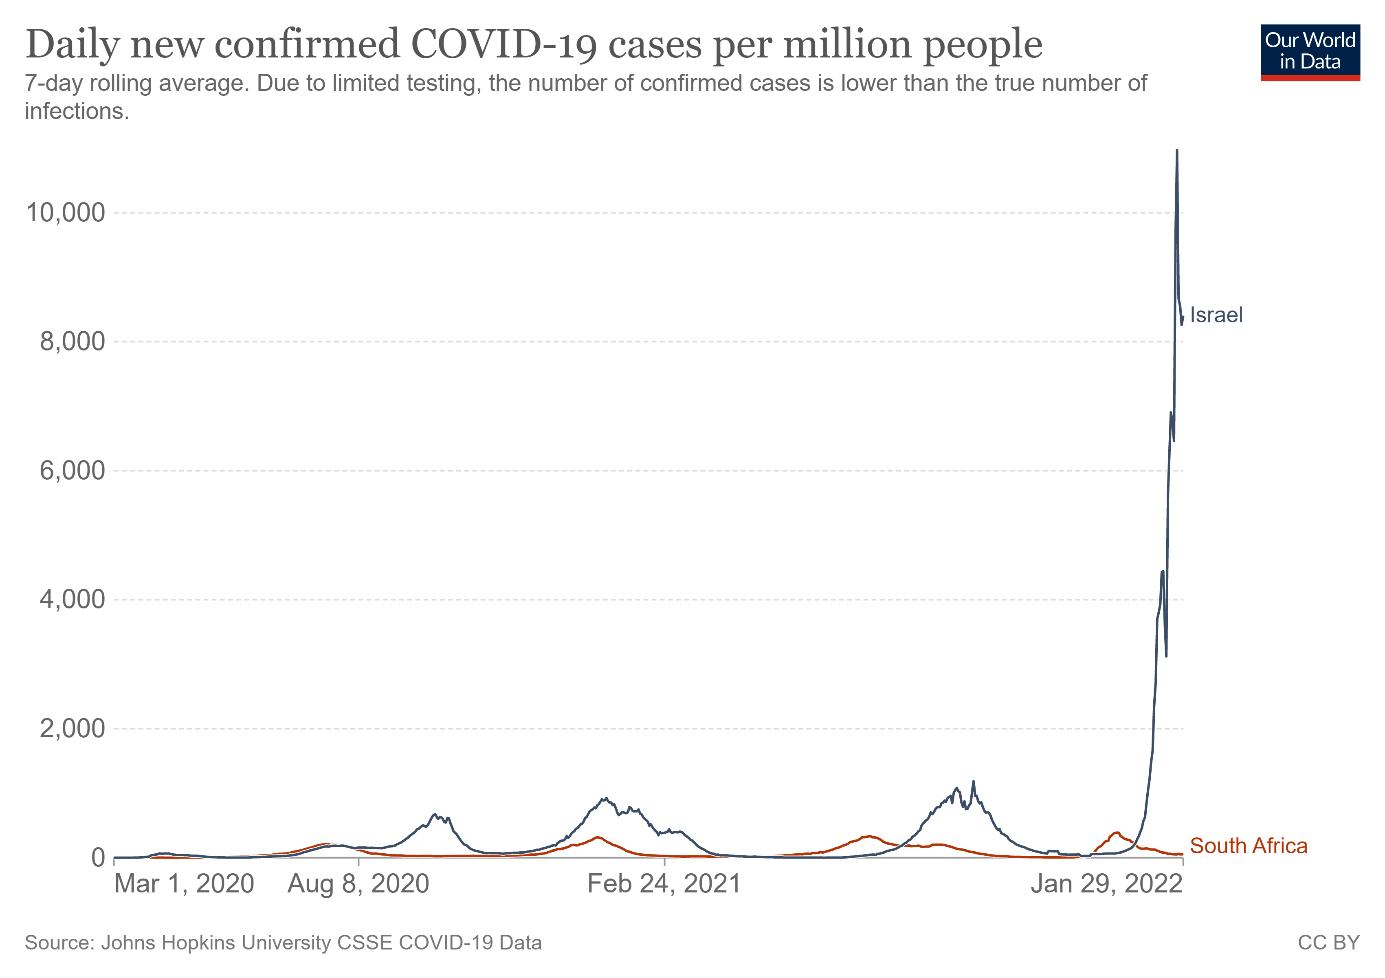 Daily new confirmed COVID-19 cases per million people
7-day rolling average. Due to limited testing, the number of confirmed cases is lower than the true number of
infections.
Our World
in Data
10,000
8,000
6,000
4,000
2,000
0
Israel
South Africa
Mar 1, 2020
Aug 8, 2020
Feb 24, 2021
Jan 29, 2022
Source: Johns Hopkins University CSSE COVID-19 Data
CC BY